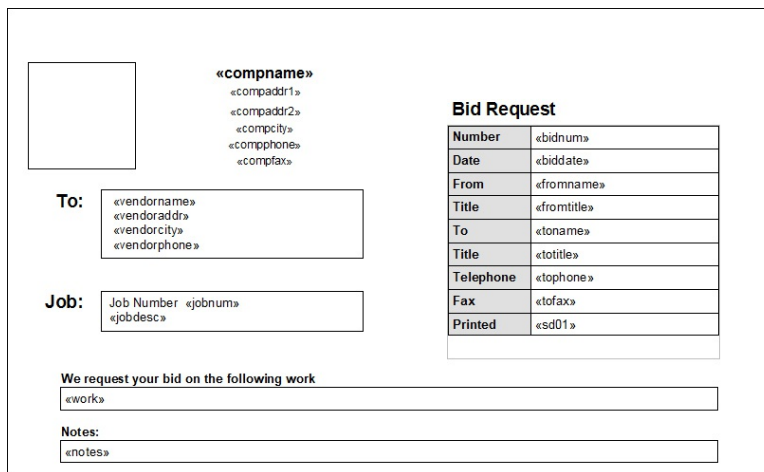 «compname»
«compaddr1»
«compaddr2»
«compcity»
«compphone»
«compfax»
To:
«vendorname»
«vendoraddr»
«vendorcity»
«vendorphone»
Job:
Job Number «jobnum»
«jobdesc»
Bid Request
Number «bidnum»
Date «biddate»
From «fromname»
Title «fromtitle»
To «toname»
Title «totitle»
Telephone «tophone»
Fax «tofax»
Printed «sd01»
We request your bid on the following work
«work»
Notes:
«notes»